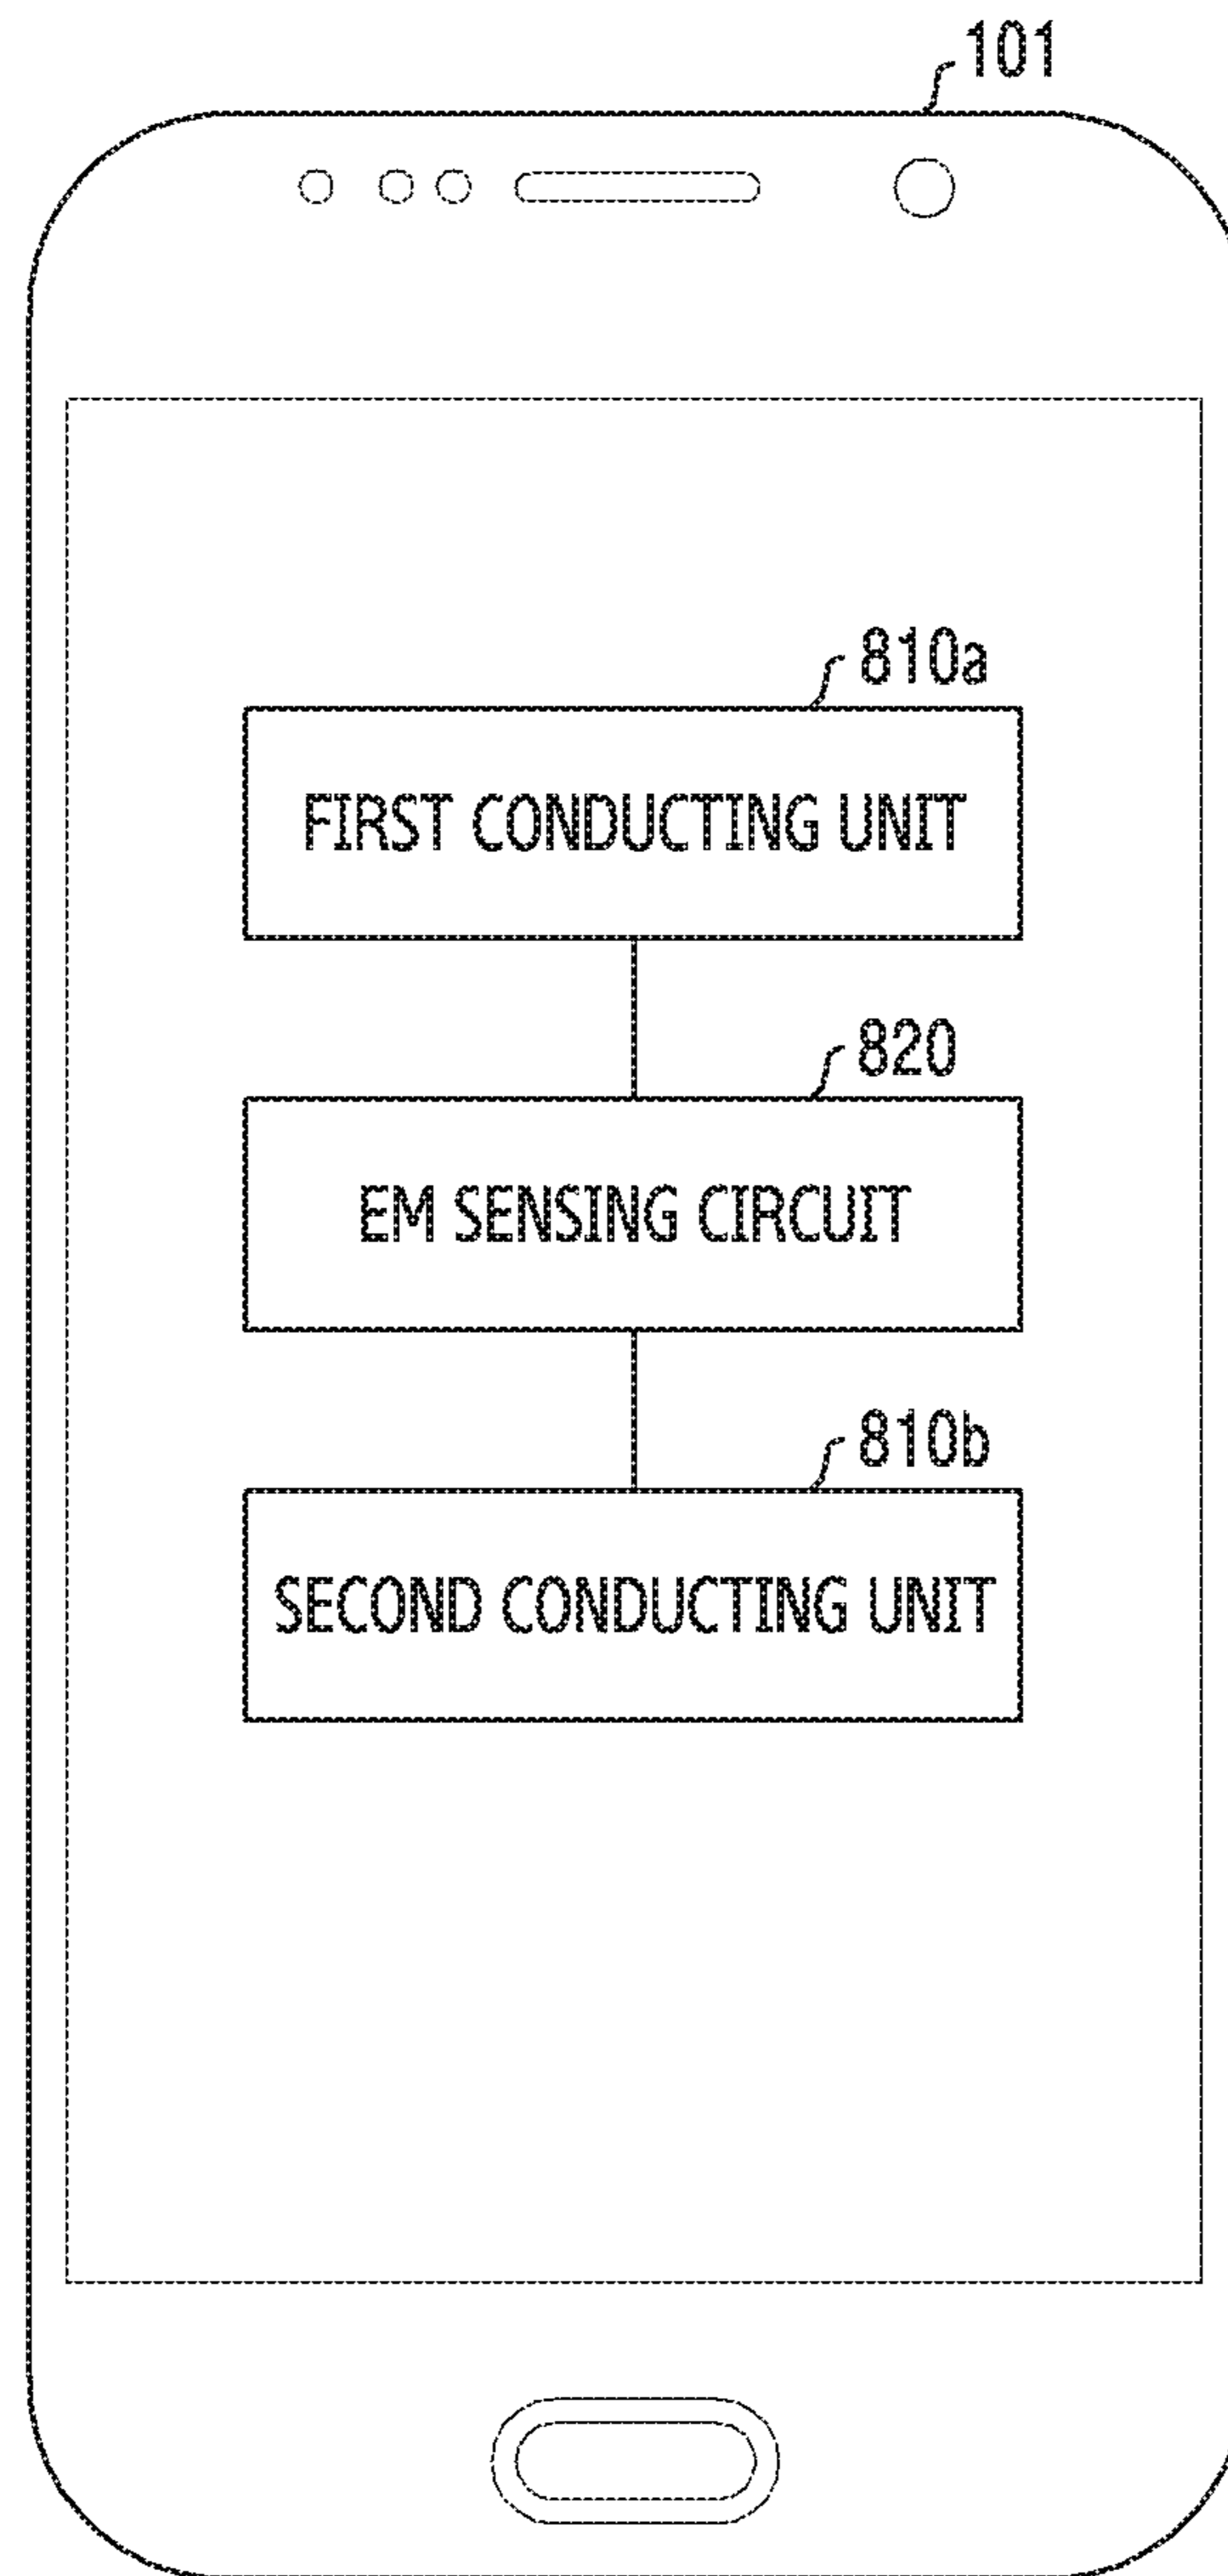 101
810a
FIRST CONDUCTING UNIT
820
EM SENSING CIRCUIT
810b
SECOND CONDUCTING UNIT